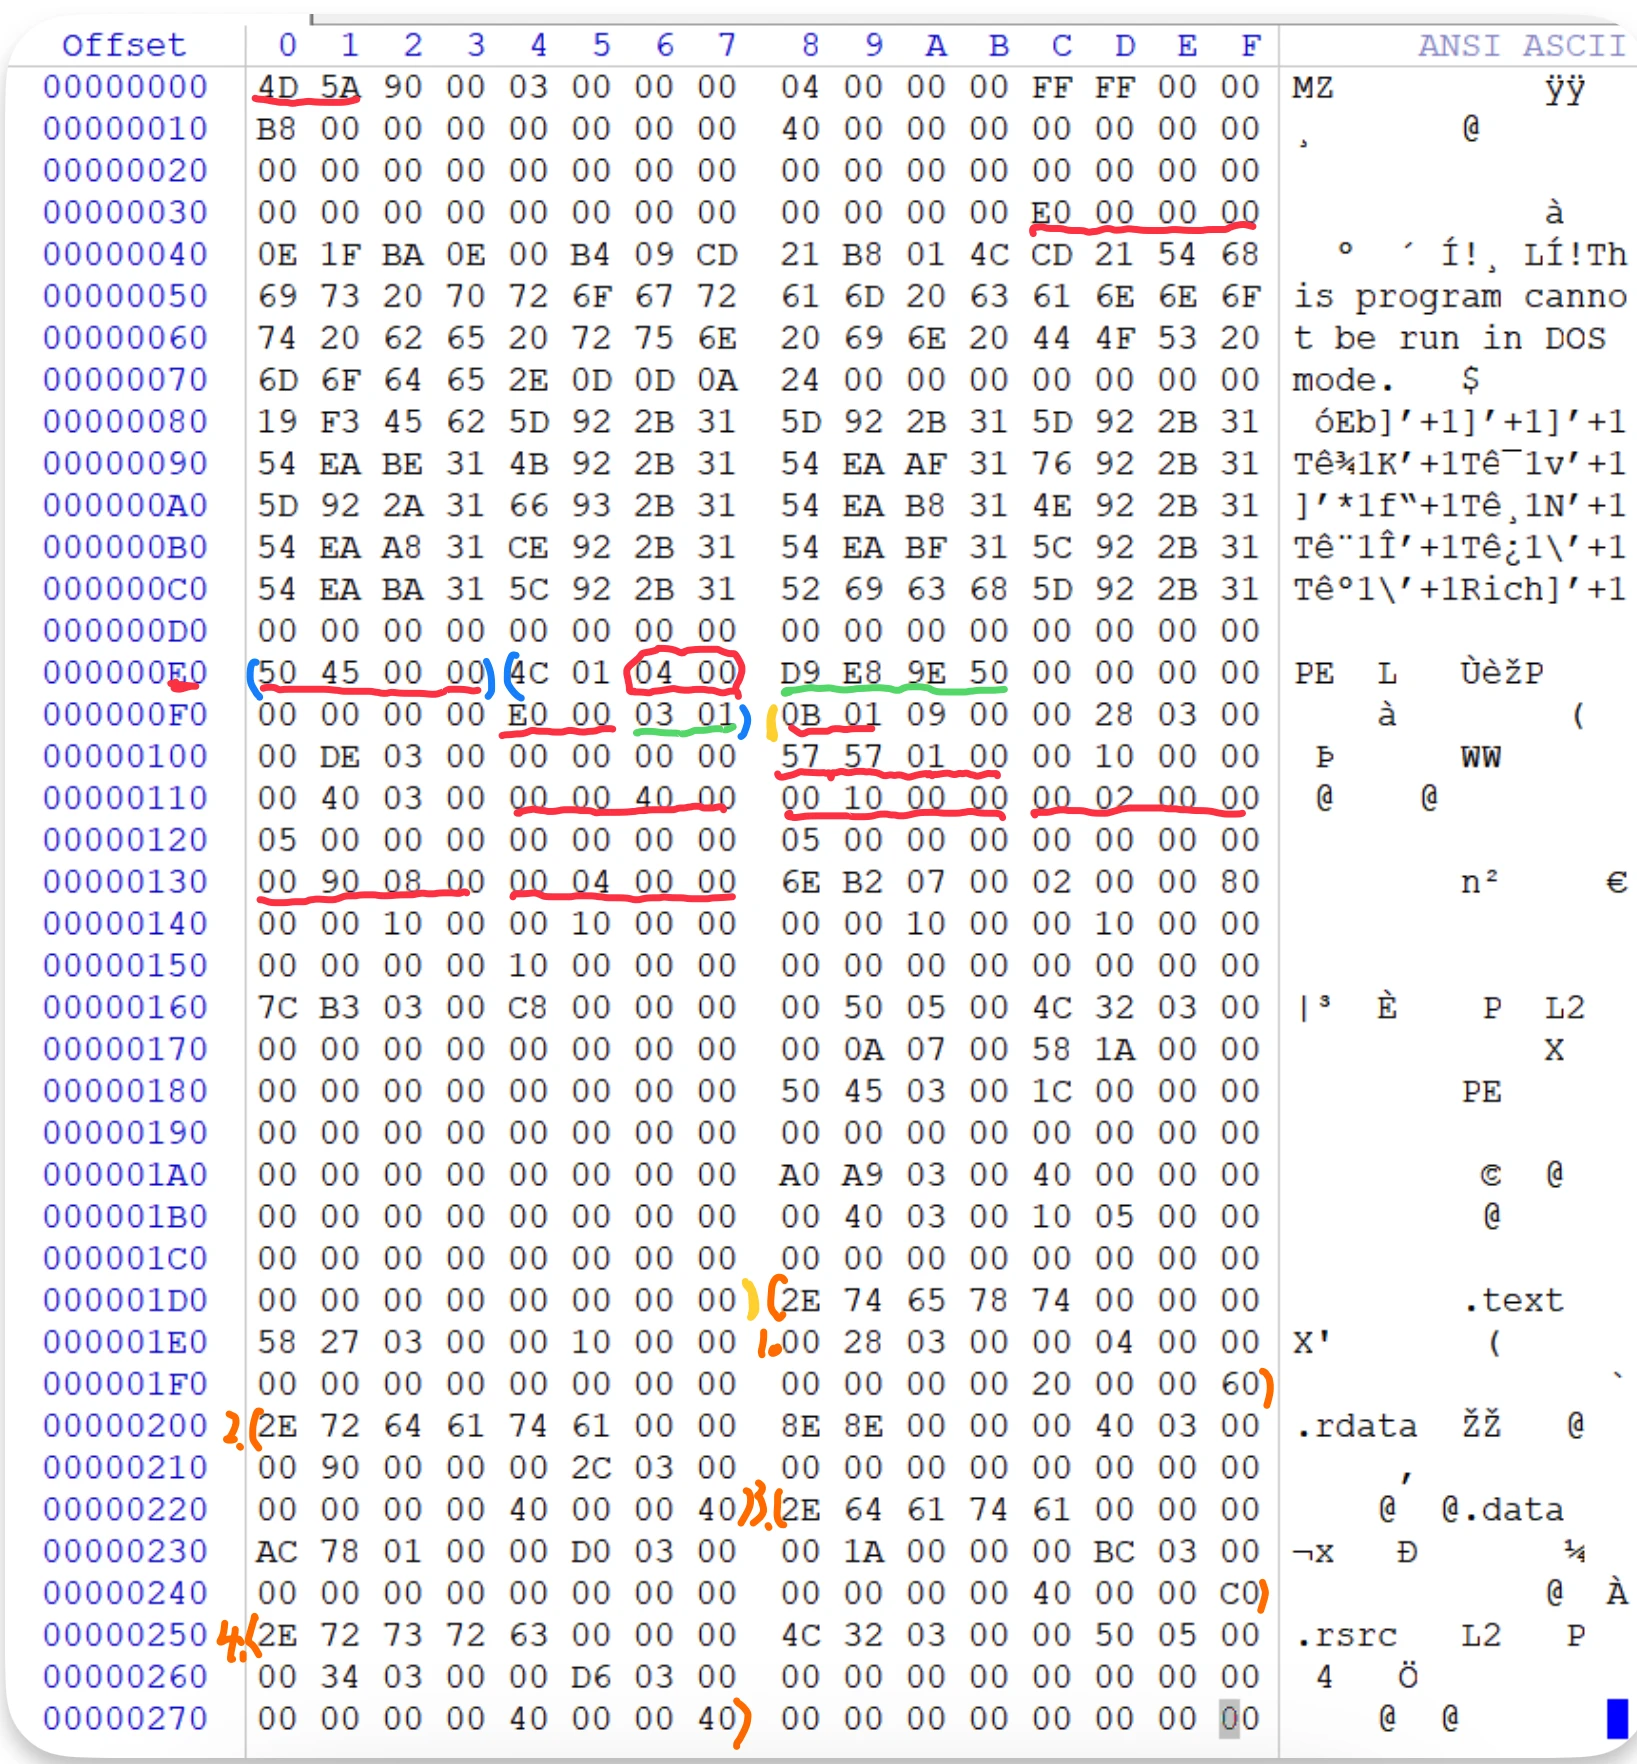 Offset 0 1 2 3 4 5 6 7 8 9 A B C D E F ANSI ASCII
00000000 4D 5A 90 00 03 00 00 00 04 00 00 00 FF FF 00 00 MZ ÿÿ
00000010 B8 00 00 00 00 00 00 00 40 00 00 00 00 00 00 00 ¸ @
00000020 00 00 00 00 00 00 00 00 00 00 00 00 00 00 00 00
00000030 00 00 00 00 00 00 00 00 00 00 00 00 E0 00 00 00 à
00000040 0E 1F BA 0E 00 B4 09 CD 21 B8 01 4C CD 21 54 68 º ´ Í!¸ LÍ!Th
00000050 69 73 20 70 72 6F 67 72 61 6D 20 63 61 6E 6E 6F is program canno
00000060 74 20 62 65 20 72 75 6E 20 69 6E 20 44 4F 53 20 t be run in DOS
00000070 6D 6F 64 65 2E 0D 0D 0A 24 00 00 00 00 00 00 00 mode. $
00000080 19 F3 45 62 5D 92 2B 31 5D 92 2B 31 5D 92 2B 31 óEb]’+1]’+1]’+1
00000090 54 EA BE 31 4B 92 2B 31 54 EA AF 31 76 92 2B 31 Tê¾1K’+1Tê¯1v’+1
000000A0 5D 92 2A 31 66 93 2B 31 54 EA B8 31 4E 92 2B 31 ]’*1f“+1Tê¸1N’+1
000000B0 54 EA A8 31 CE 92 2B 31 54 EA BF 31 5C 92 2B 31 Tê¨1Î’+1Tê¿1\’+1
000000C0 54 EA BA 31 5C 92 2B 31 52 69 63 68 5D 92 2B 31 Têº1\’+1Rich]’+1
000000D0 00 00 00 00 00 00 00 00 00 00 00 00 00 00 00 00
000000E0 (50 45 00 00) (4C 01 04 00 D9 E8 9E 50 00 00 00 00 PE L ÙèžP
000000F0 00 00 00 00 E0 00 03 01) (0B 01 09 00 00 28 03 00 à (
00000100 00 DE 03 00 00 00 00 00 57 57 01 00 00 10 00 00 Þ WW
00000110 00 40 03 00 00 00 40 00 00 10 00 00 00 02 00 00 @ @
00000120 05 00 00 00 00 00 00 00 05 00 00 00 00 00 00 00
00000130 00 90 08 00 00 04 00 00 6E B2 07 00 02 00 00 80 n² €
00000140 00 00 10 00 00 10 00 00 00 00 10 00 00 10 00 00
00000150 00 00 00 00 10 00 00 00 00 00 00 00 00 00 00 00
00000160 7C B3 03 00 C8 00 00 00 00 50 05 00 4C 32 03 00 |³ È P L2
00000170 00 00 00 00 00 00 00 00 00 0A 07 00 58 1A 00 00 X
00000180 00 00 00 00 00 00 00 00 50 45 03 00 1C 00 00 00 PE
00000190 00 00 00 00 00 00 00 00 00 00 00 00 00 00 00 00
000001A0 00 00 00 00 00 00 00 00 A0 A9 03 00 40 00 00 00 © @
000001B0 00 00 00 00 00 00 00 00 00 40 03 00 10 05 00 00 @
000001C0 00 00 00 00 00 00 00 00 00 00 00 00 00 00 00 00
000001D0 00 00 00 00 00 00 00 00) (2E 74 65 78 74 00 00 00 .text
000001E0 58 27 03 00 00 10 00 00 1. 00 28 03 00 00 04 00 00 X' (
000001F0 00 00 00 00 00 00 00 00 00 00 00 00 20 00 00 60) `
00000200 2. (2E 72 64 61 74 61 00 00 8E 8E 00 00 00 40 03 00 .rdata ŽŽ @
00000210 00 90 00 00 00 2C 03 00 00 00 00 00 00 00 00 00 ,
00000220 00 00 00 00 40 00 00 40) 3. (2E 64 61 74 61 00 00 00 @ @.data
00000230 AC 78 01 00 00 D0 03 00 00 1A 00 00 00 BC 03 00 ¬x Ð ¼
00000240 00 00 00 00 00 00 00 00 00 00 00 00 40 00 00 C0) @ À
00000250 4. (2E 72 73 72 63 00 00 00 4C 32 03 00 00 50 05 00 .rsrc L2 P
00000260 00 34 03 00 00 D6 03 00 00 00 00 00 00 00 00 00 4 Ö
00000270 00 00 00 00 40 00 00 40) 00 00 00 00 00 00 00 00 @ @